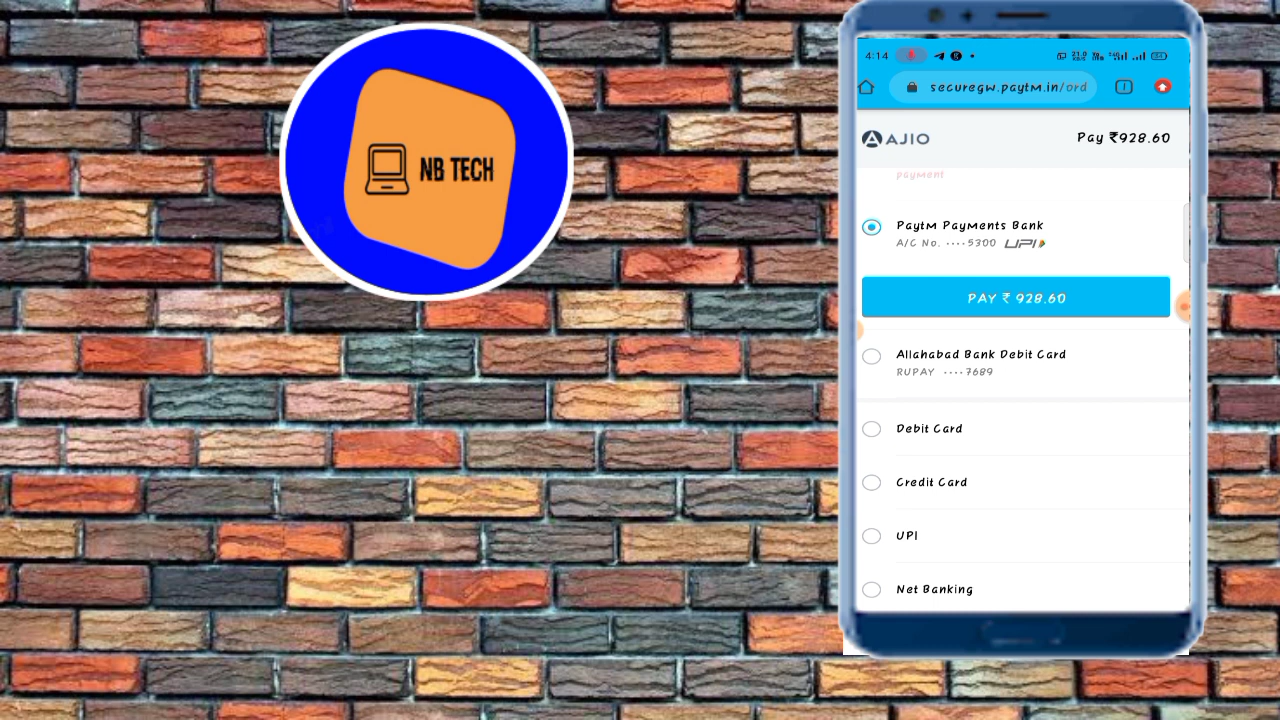 NB TECH
4:14
securegw.paytm.in/ord
AJIO
Pay ₹928.60
payment
Paytm Payments Bank
A/C No. ····5300 UPI
PAY ₹ 928.60
Allahabad Bank Debit Card
RUPAY ····7689
Debit Card
Credit Card
UPI
Net Banking